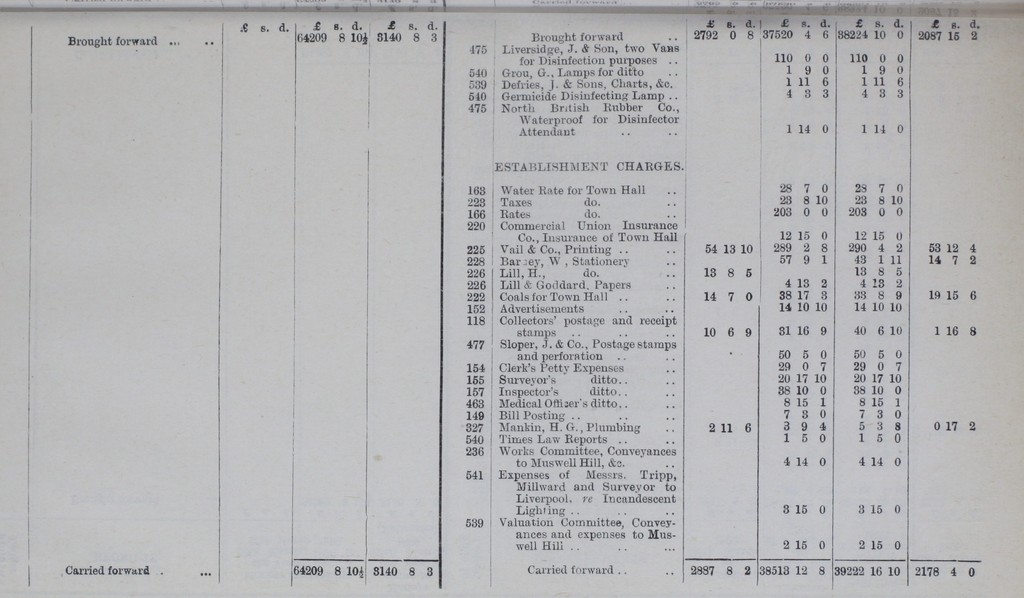 £ s. d. £ s. d. £ s. d.
Brought forward ... .. 64209 8 10½ 3140 8 3
Carried forward . ... 64209 8 10½ 3140 8 3
£ s. d. £ s. d. £ s. d. £ s. d.
Brought forward .. 2792 0 8 37520 4 6 38224 10 0 2087 15 2
475 Liversidge, J. & Son, two Vans
for Disinfection purposes .. 110 0 0 110 0 0
540 Grou, G., Lamps for ditto .. 1 9 0 1 9 0
539 Defries, J. & Sons, Charts, &c. 1 11 6 1 11 6
540 Germicide Disinfecting Lamp .. 4 3 3 4 3 3
475 North British Rubber Co.,
Waterproof for Disinfector
Attendant .. .. 1 14 0 1 14 0
ESTABLISHMENT CHARGES.
163 Water Rate for Town Hall .. 28 7 0 28 7 0
223 Taxes do. .. 23 8 10 23 8 10
166 Rates do. .. 203 0 0 203 0 0
220 Commercial Union Insurance
Co., Insurance of Town Hall 12 15 0 12 15 0
225 Vail & Co., Printing .. .. 54 13 10 289 2 8 290 4 2 53 12 4
228 Barsey, W , Stationery .. 57 9 1 43 1 11 14 7 2
226 Lill, H., do. .. 13 8 5 13 8 5
226 Lill & Goddard, Papers .. 4 13 2 4 13 2
222 Coals for Town Hall .. .. 14 7 0 38 17 3 33 8 9 19 15 6
152 Advertisements .. .. 14 10 10 14 10 10
118 Collectors' postage and receipt
stamps .. .. .. 10 6 9 31 16 9 40 6 10 1 16 8
477 Sloper, J. & Co., Postage stamps
and perforation .. .. 50 5 0 50 5 0
154 Clerk's Petty Expenses .. 29 0 7 29 0 7
155 Surveyor's ditto.. .. 20 17 10 20 17 10
157 Inspector's ditto.. .. 38 10 0 38 10 0
463 Medical Officer's ditto.. .. 8 15 1 8 15 1
149 Bill Posting .. .. .. 7 3 0 7 3 0
327 Mankin, H. G., Plumbing .. 2 11 6 3 9 4 5 3 8 0 17 2
540 Times Law Reports .. .. 1 5 0 1 5 0
236 Works Committee, Conveyances
to Muswell Hill, &c. .. 4 14 0 4 14 0
541 Expenses of Messrs. Tripp,
Millward and Surveyor to
Liverpool, re Incandescent
Lighting .. .. .. 3 15 0 3 15 0
539 Valuation Committee, Convey-
ances and expenses to Mus-
well Hill .. .. ... 2 15 0 2 15 0
Carried forward .. .. 2887 8 2 38513 12 8 39222 16 10 2178 4 0